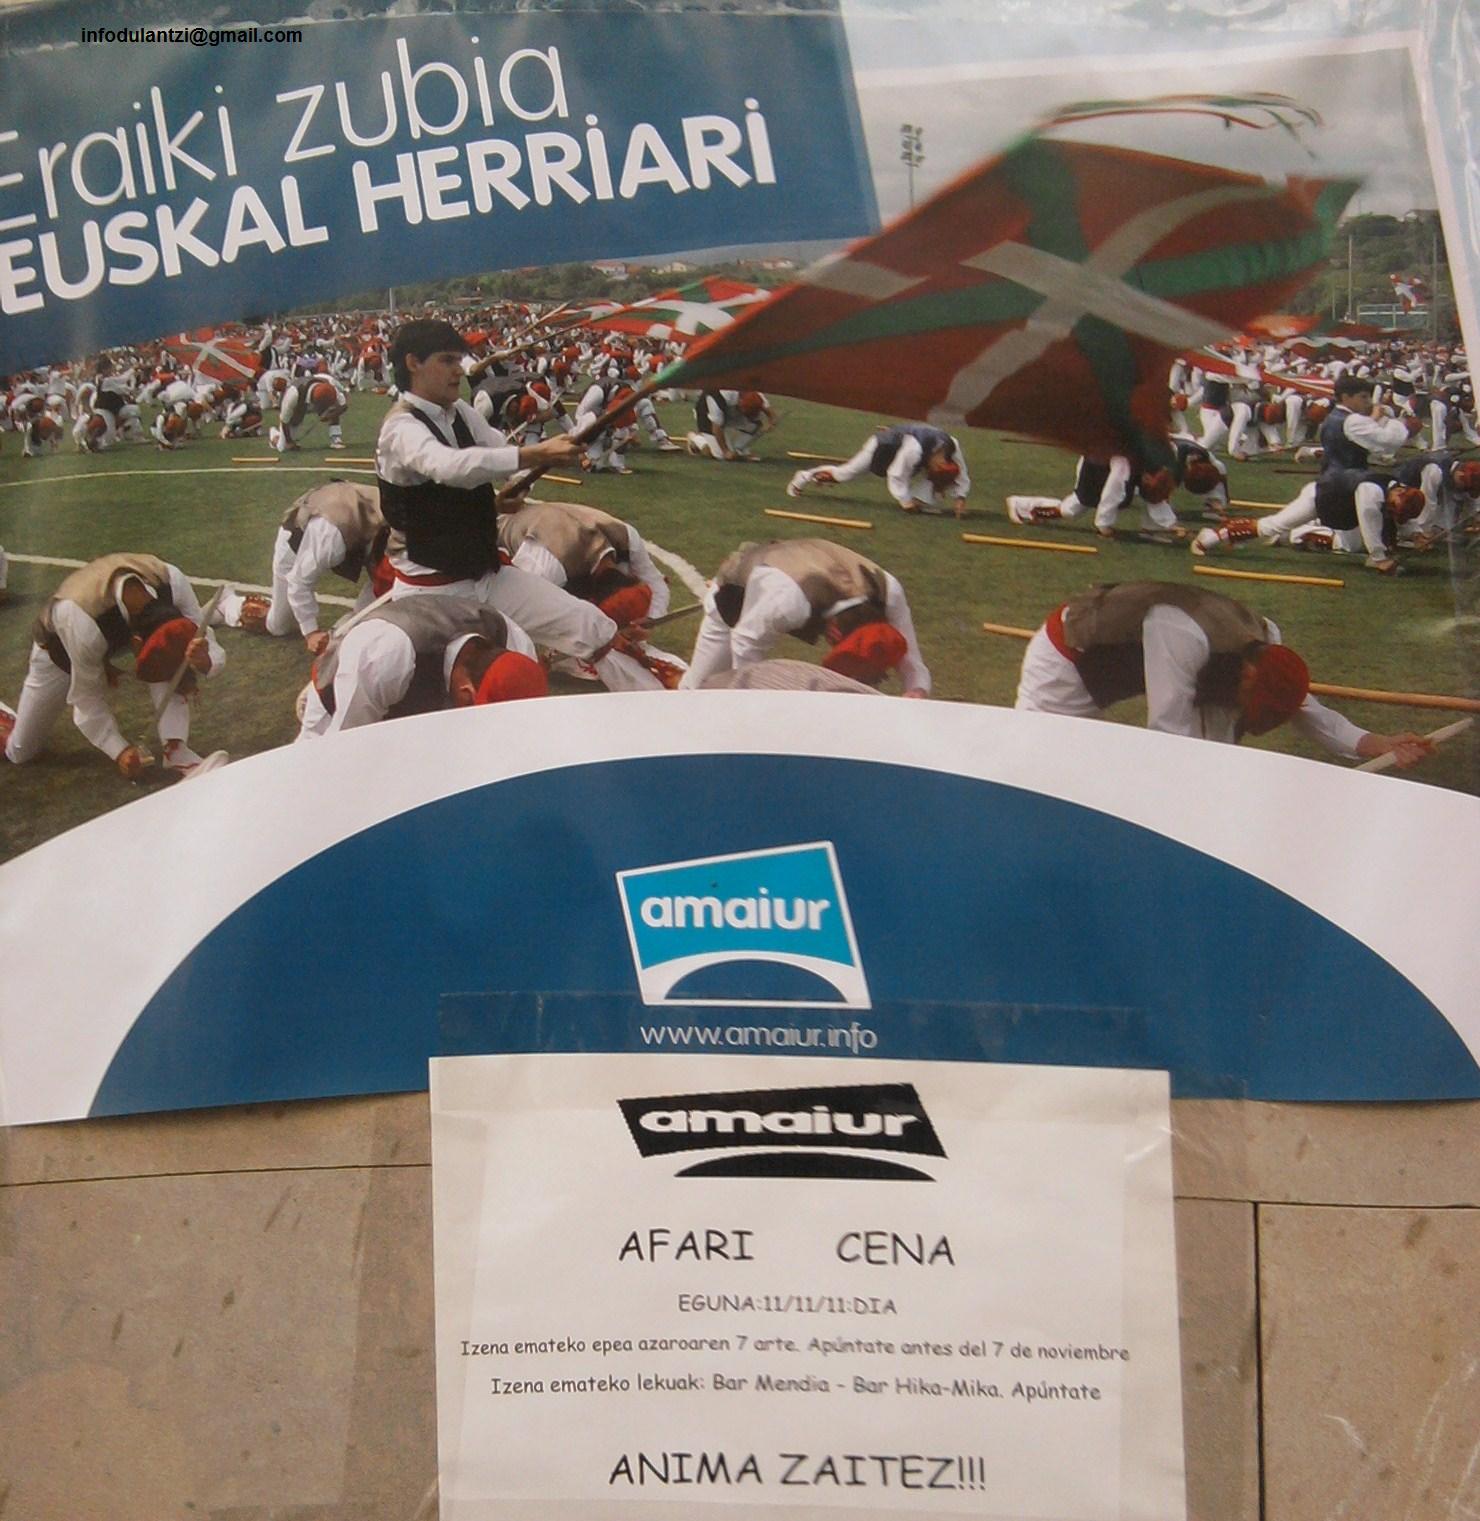 infodulantzi@gmail.com
Eraiki zubia
EUSKAL HERRIARI
amaiur
www.amaiur.info
amaiur
AFARI CENA
EGUNA:11/11/11:DIA
Izena emateko epea azaroaren 7 arte. Apúntate antes del 7 de noviembre
Izena emateko lekuak: Bar Mendia - Bar Hika-Mika. Apúntate
ANIMA ZAITEZ!!!